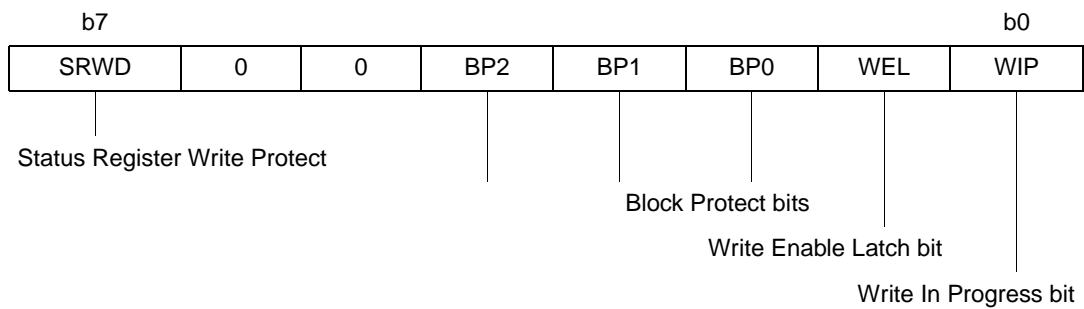 b7 b0
SRWD 0 0 BP2 BP1 BP0 WEL WIP
Status Register Write Protect
Block Protect bits
Write Enable Latch bit
Write In Progress bit